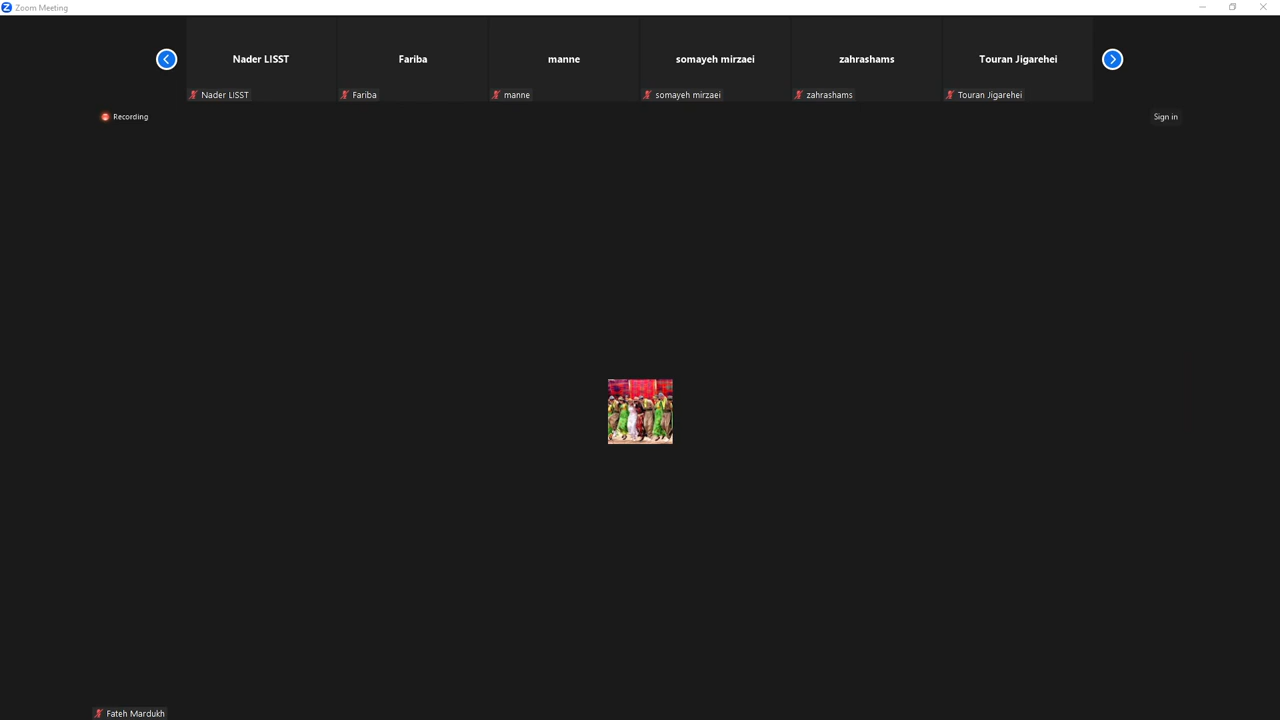 Zoom Meeting
Nader LISST
Fariba
manne
somayeh mirzaei
zahrashams
Touran Jigarehei
Nader LISST
Fariba
manne
somayeh mirzaei
zahrashams
Touran Jigarehei
Recording
Sign in
Fateh Mardukh